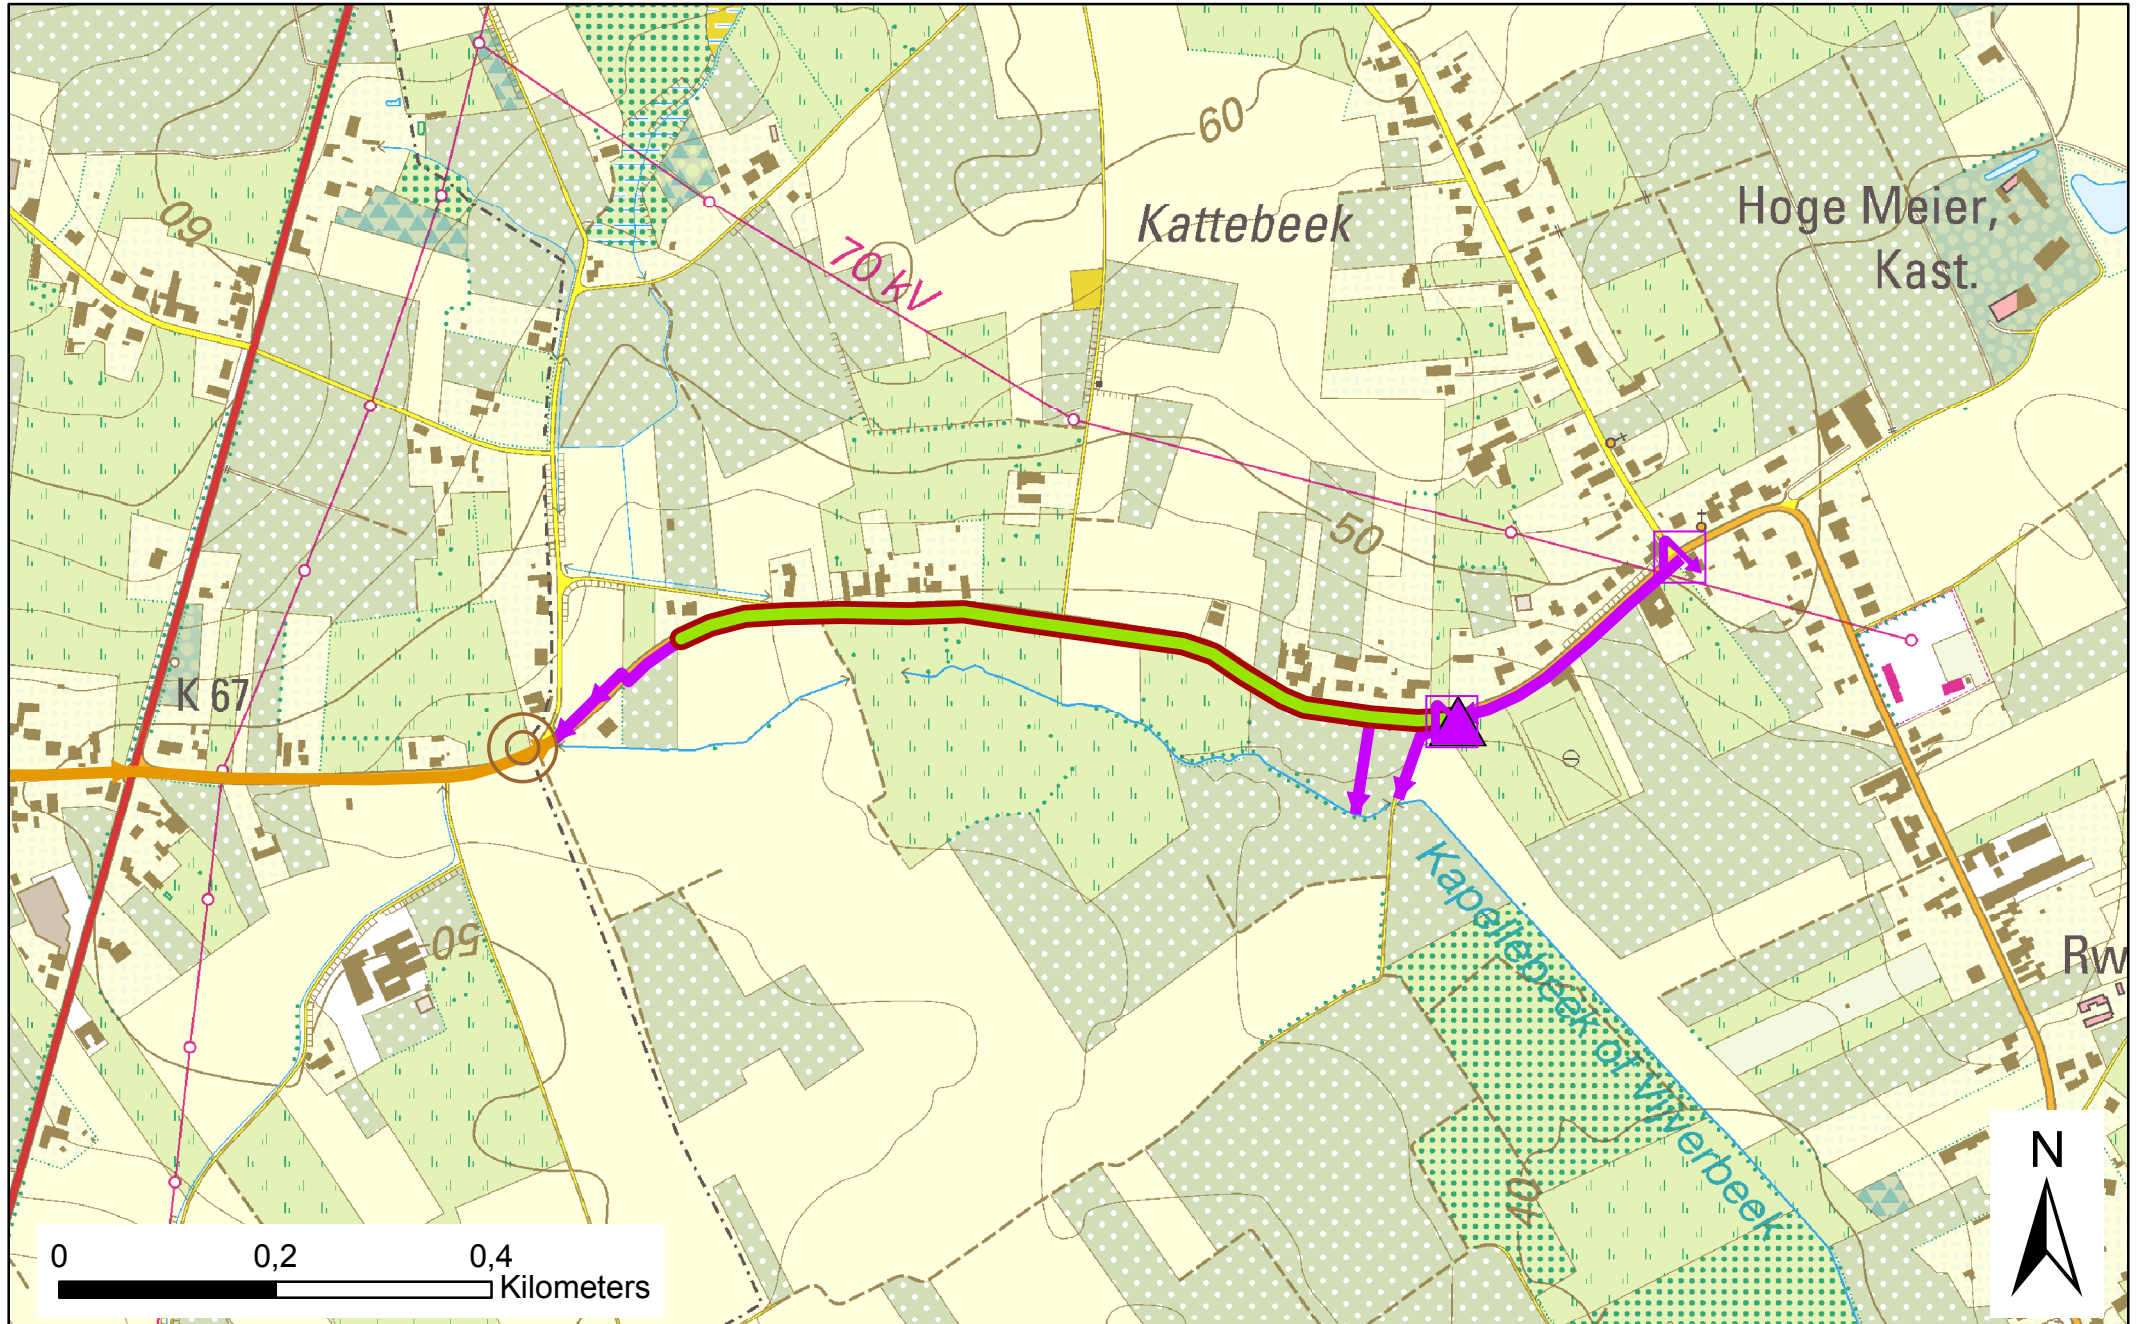 60
60
Kattebeek
Hoge Meier,
Kast.
70 kV
50
K 67
50
Kapellebeek of Vijverbeek
Rw
40
N
0 0,2 0,4
Kilometers